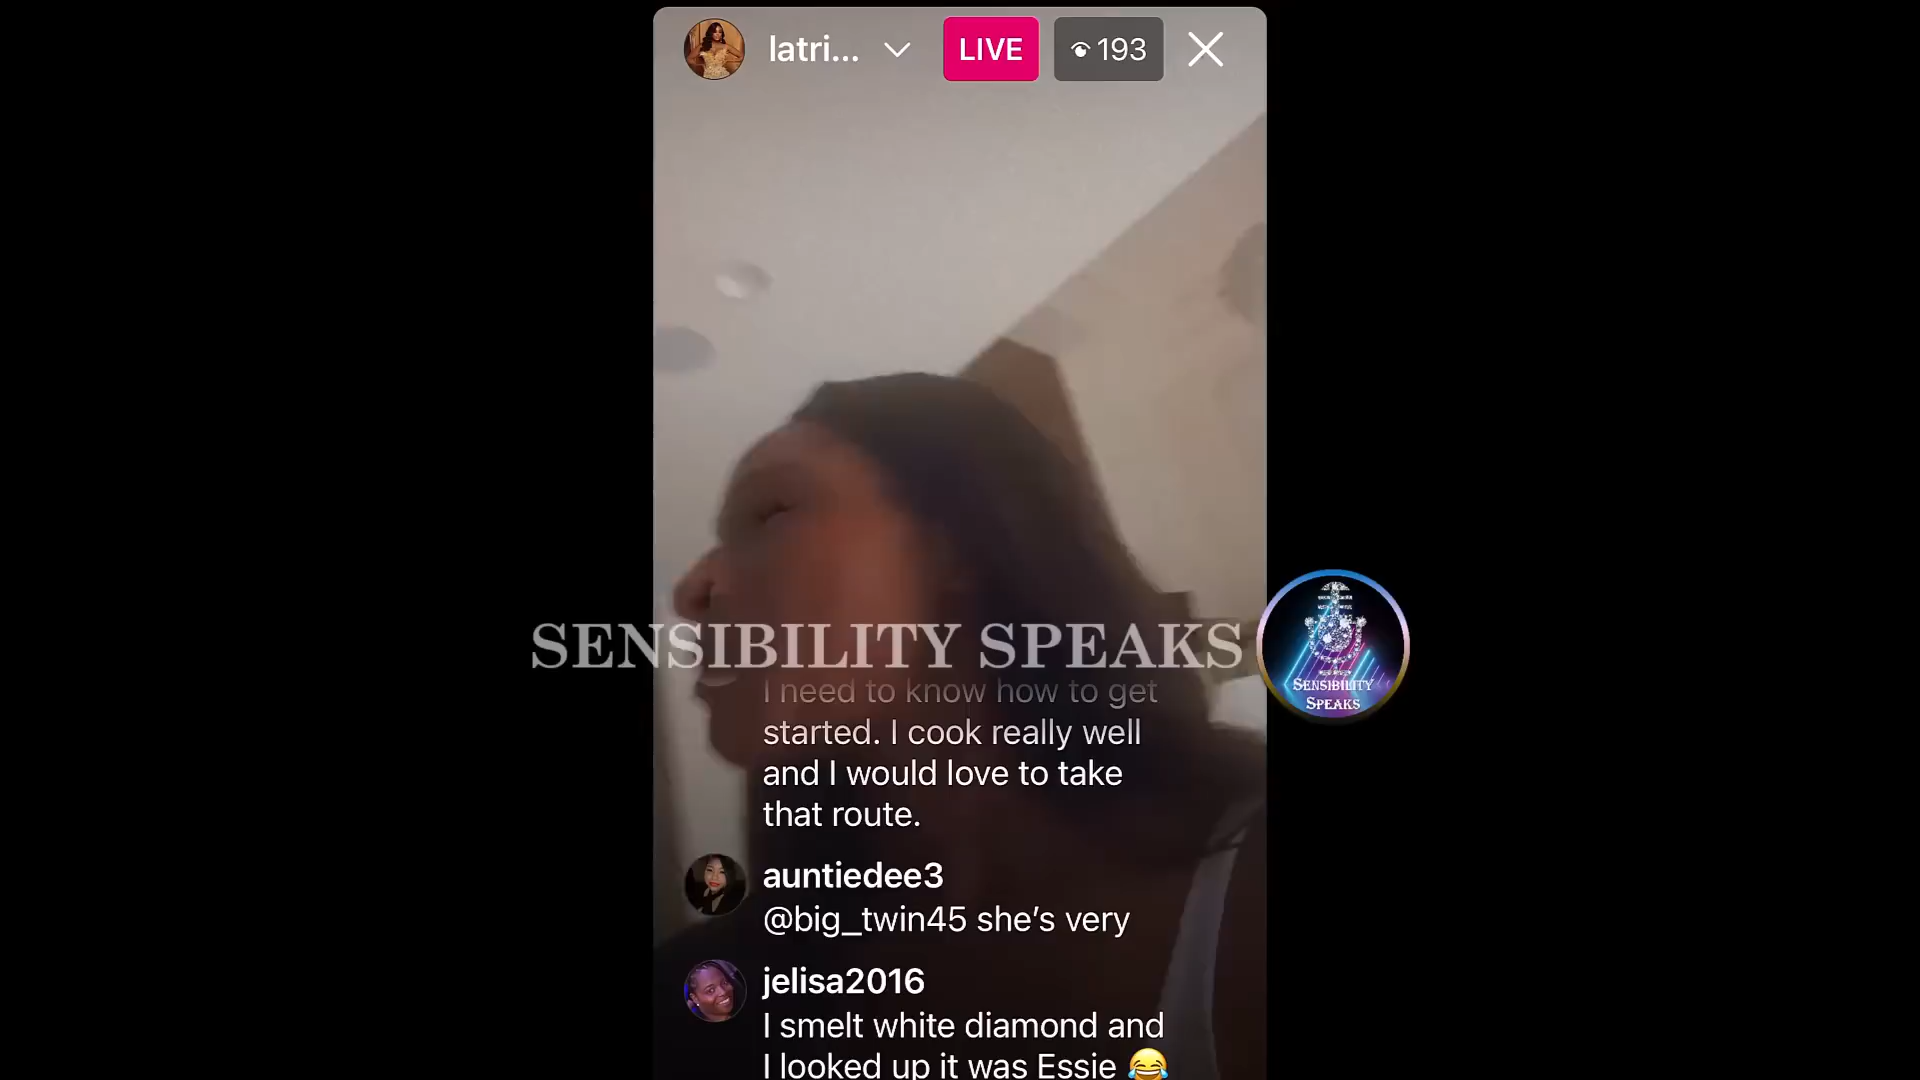 latri...
LIVE
193
SENSIBILITY SPEAKS
SENSIBILITY
SPEAKS
I need to know how to get
started. I cook really well
and I would love to take
that route.
auntiedee3
@big_twin45 she’s very
jelisa2016
I smelt white diamond and
I looked up it was Essie 😂